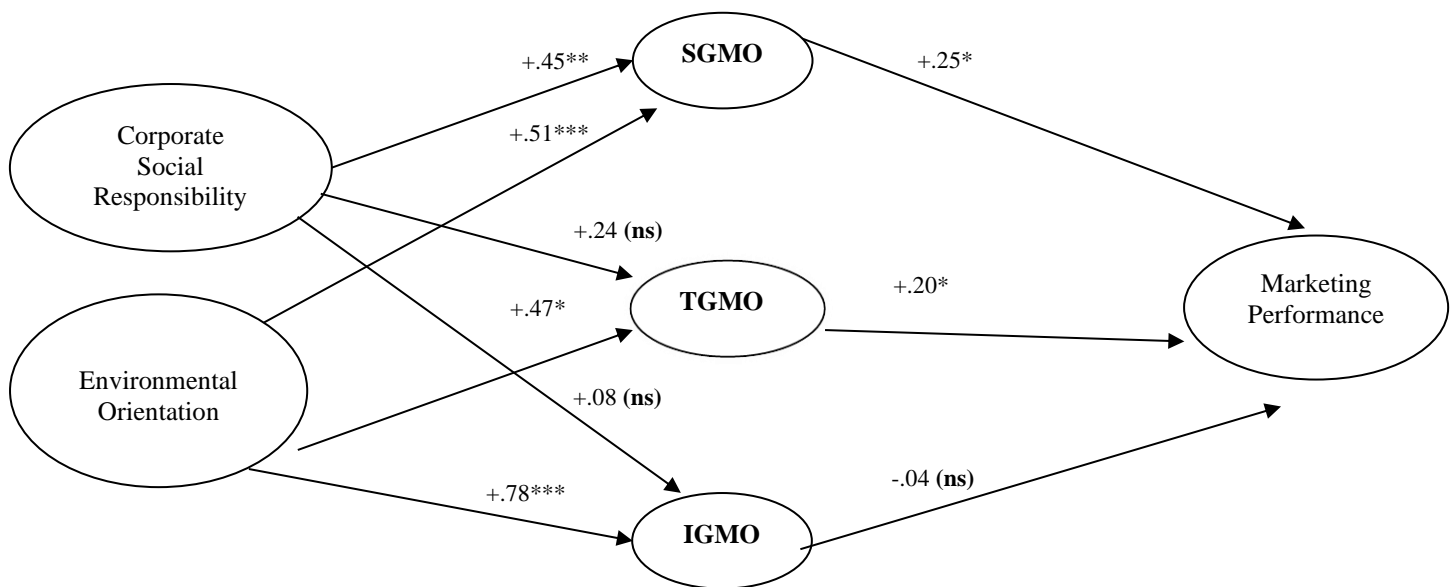 SGMO
+.45**
+.25*
+.51***
Corporate
Social
Responsibility
+.24 (ns)
TGMO
+.20*
Marketing
Performance
+.47*
Environmental
Orientation
+.08 (ns)
+.78***
-.04 (ns)
IGMO